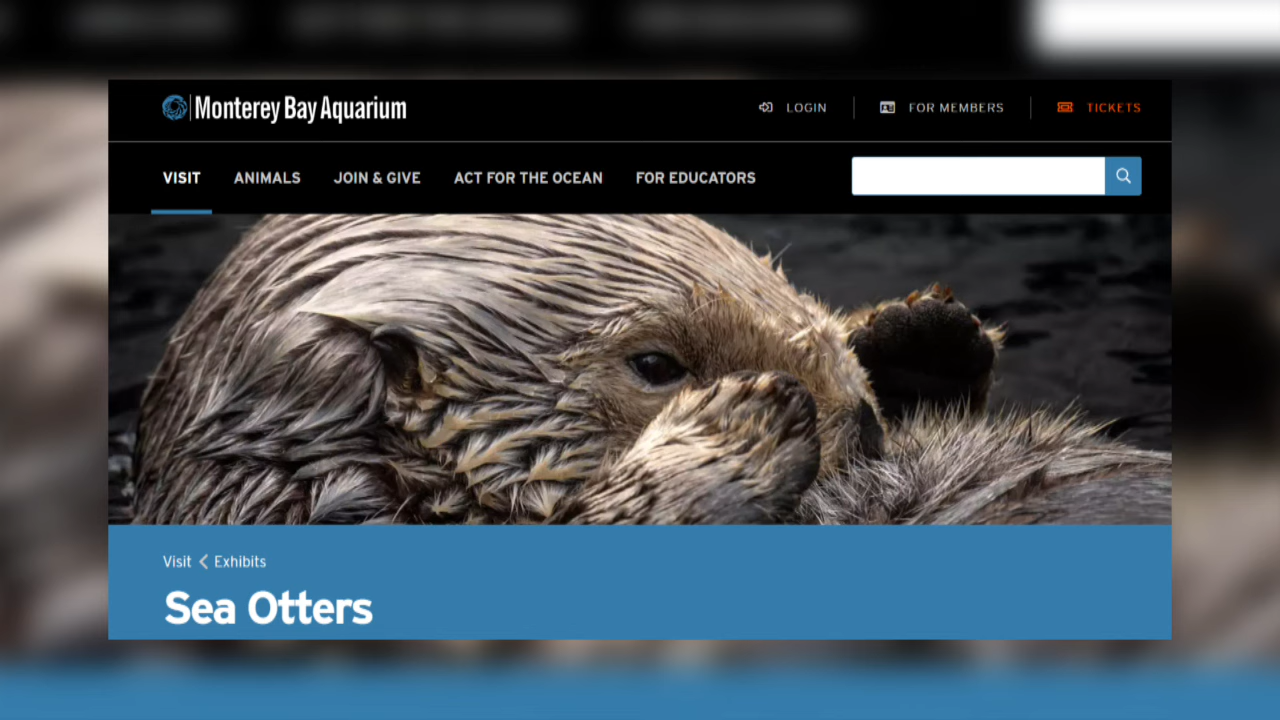 Monterey Bay Aquarium
LOGIN
FOR MEMBERS
TICKETS
VISIT
ANIMALS
JOIN & GIVE
ACT FOR THE OCEAN
FOR EDUCATORS
Visit < Exhibits
Sea Otters